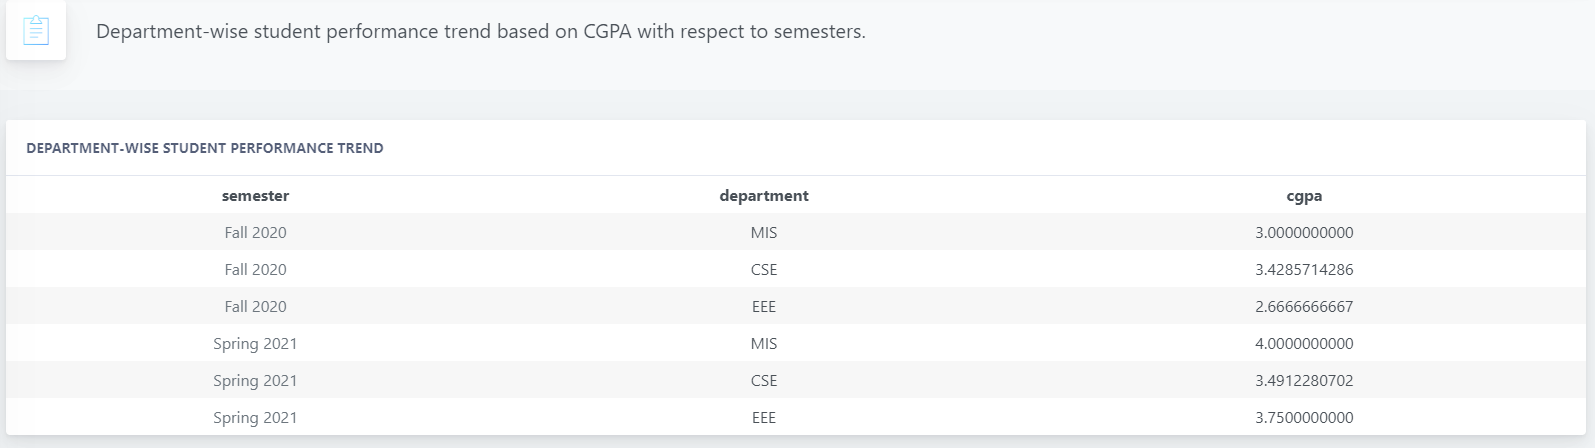 Department-wise student performance trend based on CGPA with respect to semesters.
DEPARTMENT-WISE STUDENT PERFORMANCE TREND
semester department cgpa
Fall 2020 MIS 3.0000000000
Fall 2020 CSE 3.4285714286
Fall 2020 EEE 2.6666666667
Spring 2021 MIS 4.0000000000
Spring 2021 CSE 3.4912280702
Spring 2021 EEE 3.7500000000